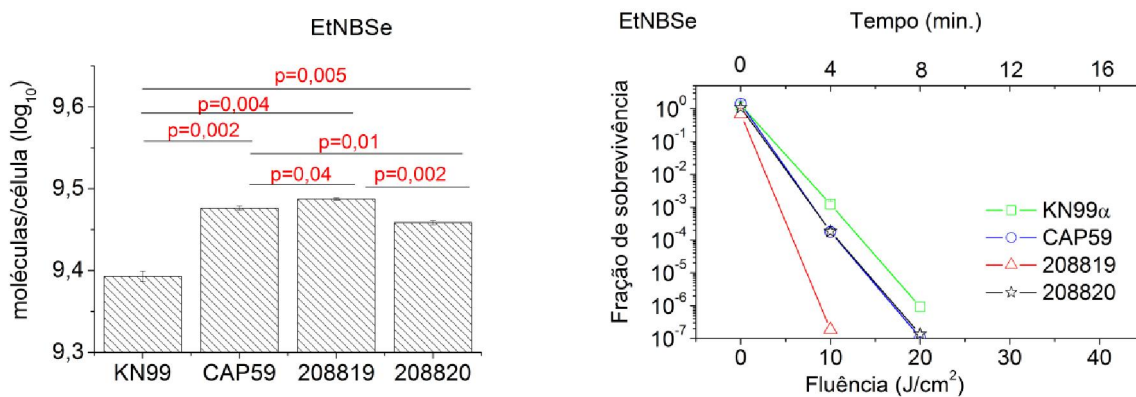 EtNBSe
moléculas/célula (log10)
9,6
9,5
9,4
9,3
p=0,005
p=0,004
p=0,002
p=0,01
p=0,04
p=0,002
KN99
CAP59
208819
208820
EtNBSe
Tempo (min.)
0 4 8 12 16
Fração de sobrevivência
10^0
10^-1
10^-2
10^-3
10^-4
10^-5
10^-6
10^-7
KN99α
CAP59
208819
208820
0 10 20 30 40
Fluência (J/cm²)